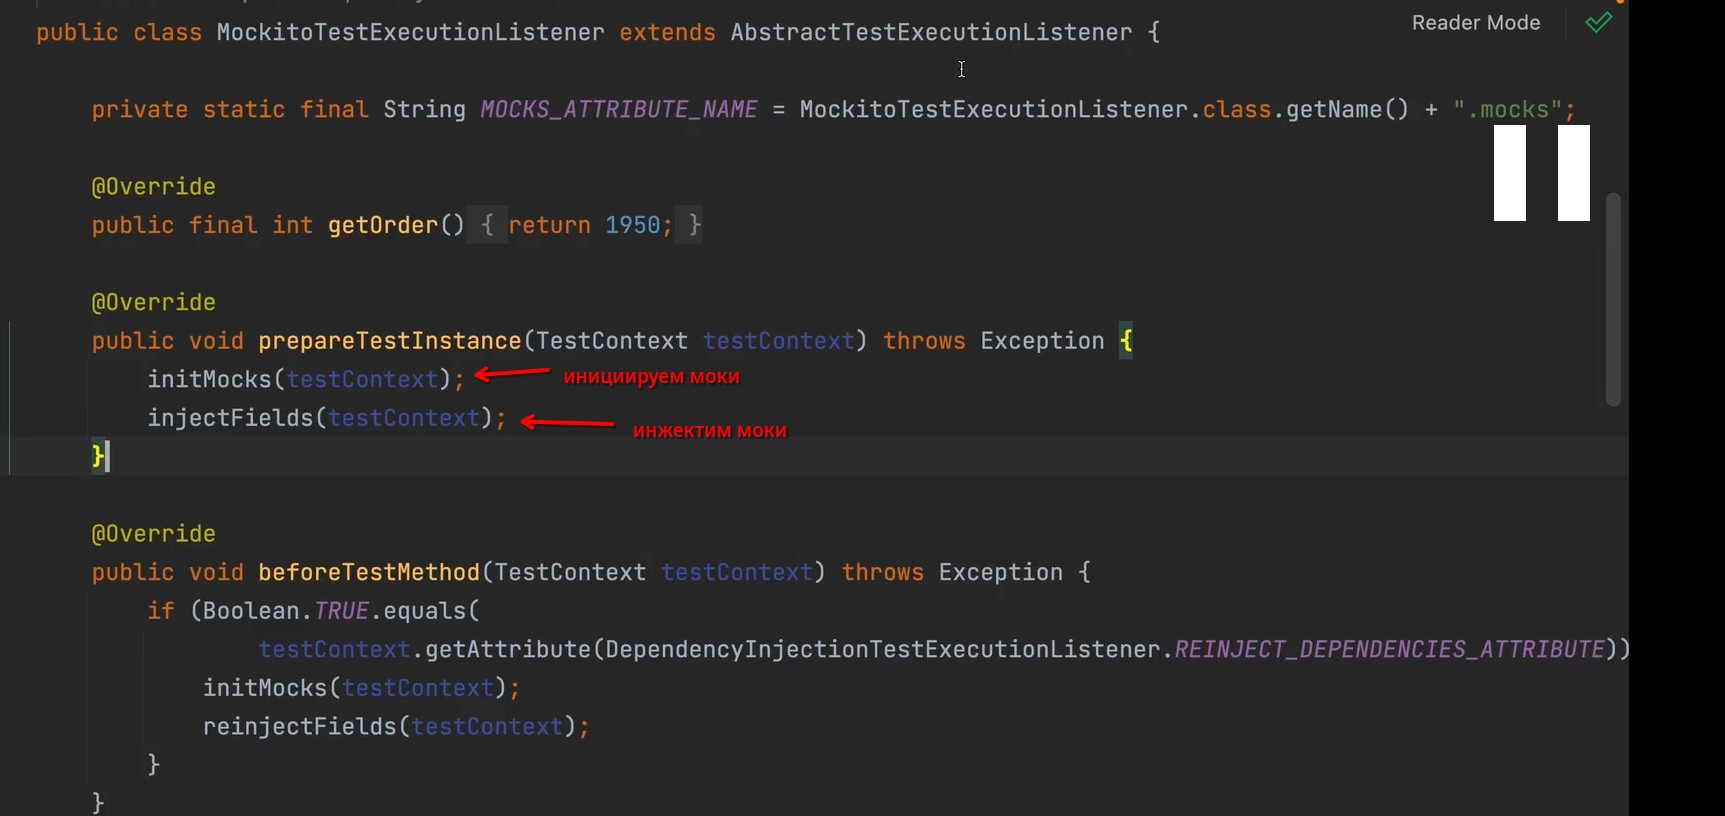 public class MockitoTestExecutionListener extends AbstractTestExecutionListener {
Reader Mode
private static final String MOCKS_ATTRIBUTE_NAME = MockitoTestExecutionListener.class.getName() + ".mocks";
@Override
public final int getOrder() { return 1950; }
@Override
public void prepareTestInstance(TestContext testContext) throws Exception {
initMocks(testContext); инициируем моки
injectFields(testContext); инжектим моки
}
@Override
public void beforeTestMethod(TestContext testContext) throws Exception {
if (Boolean.TRUE.equals(
testContext.getAttribute(DependencyInjectionTestExecutionListener.REINJECT_DEPENDENCIES_ATTRIBUTE))
initMocks(testContext);
reinjectFields(testContext);
}
}